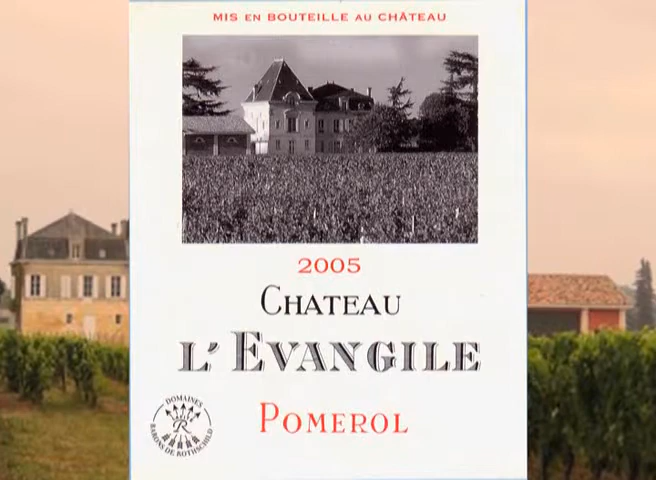 MIS EN BOUTEILLE AU CHÂTEAU
2005
CHATEAU
L'EVANGILE
POMEROL
DOMAINES
R
BARONS DE ROTHSCHILD